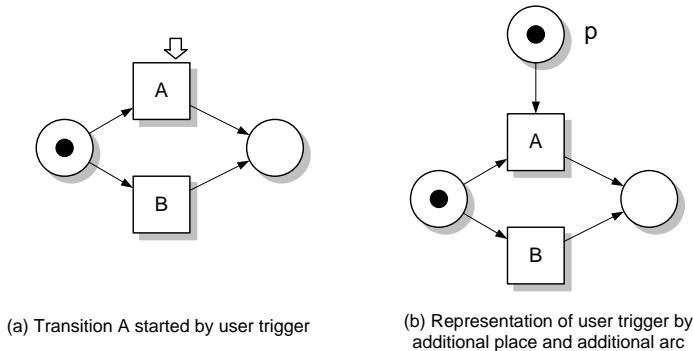 p
A
A
B
B
(a) Transition A started by user trigger
(b) Representation of user trigger by
additional place and additional arc